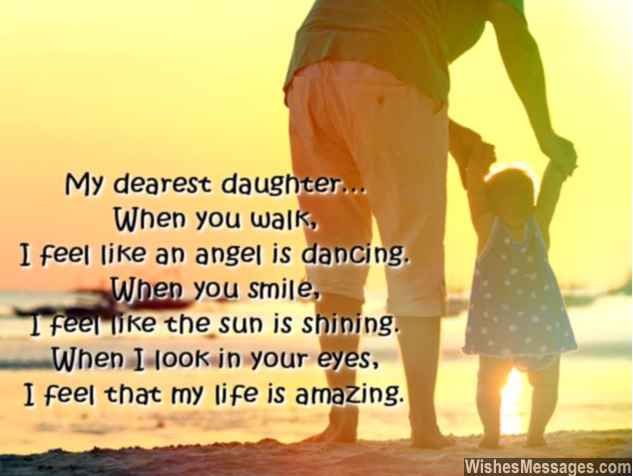 My dearest daughter...
When you walk,
I feel like an angel is dancing.
When you smile,
I feel like the sun is shining.
When I look in your eyes,
I feel that my life is amazing.
WishesMessages.com